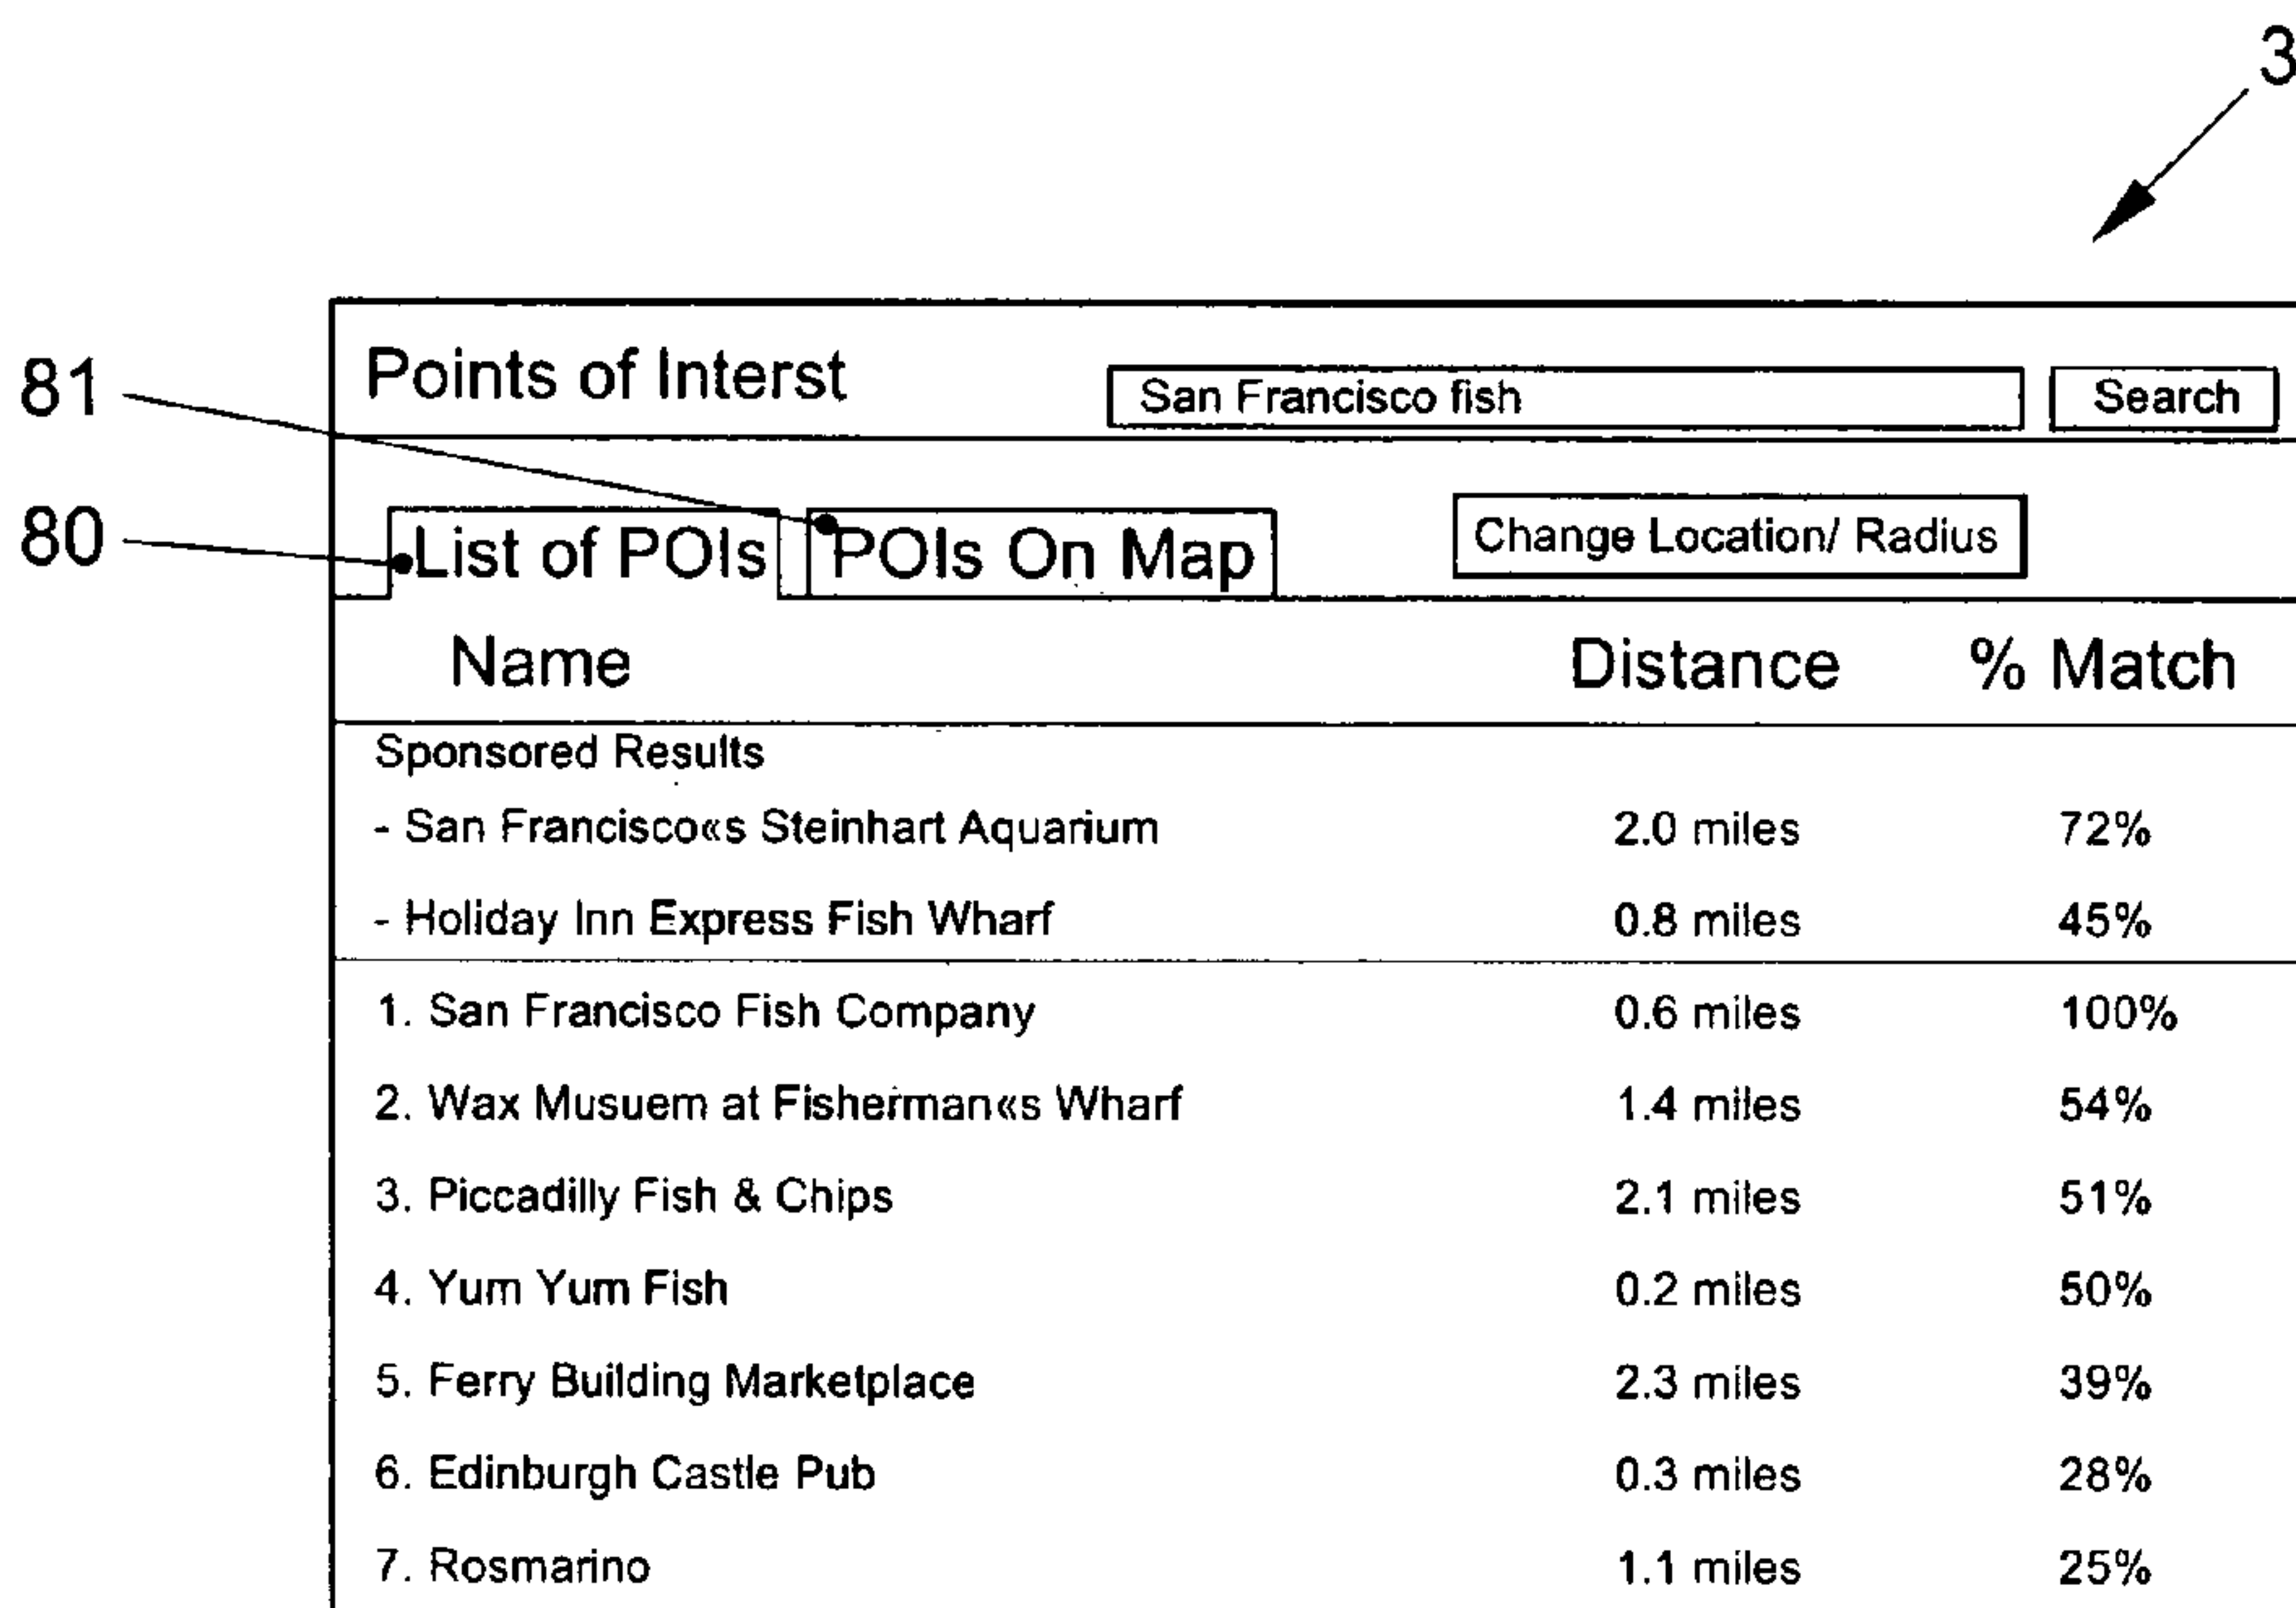 3
81 Points of Interst San Francisco fish Search
80 List of POIs POIs On Map Change Location/ Radius
Name Distance % Match
Sponsored Results
- San Francisco«s Steinhart Aquarium 2.0 miles 72%
- Holiday Inn Express Fish Wharf 0.8 miles 45%
1. San Francisco Fish Company 0.6 miles 100%
2. Wax Musuem at Fisherman«s Wharf 1.4 miles 54%
3. Piccadilly Fish & Chips 2.1 miles 51%
4. Yum Yum Fish 0.2 miles 50%
5. Ferry Building Marketplace 2.3 miles 39%
6. Edinburgh Castle Pub 0.3 miles 28%
7. Rosmarino 1.1 miles 25%